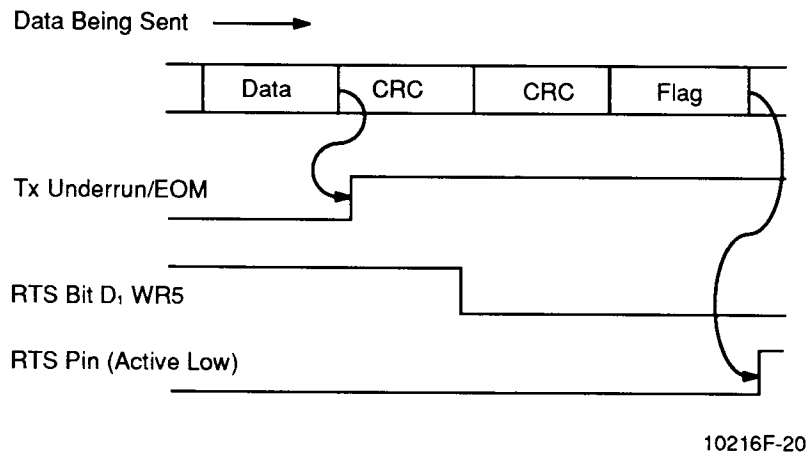 Data Being Sent
Data CRC CRC Flag
Tx Underrun/EOM
RTS Bit D₁ WR5
RTS Pin (Active Low)
10216F-20